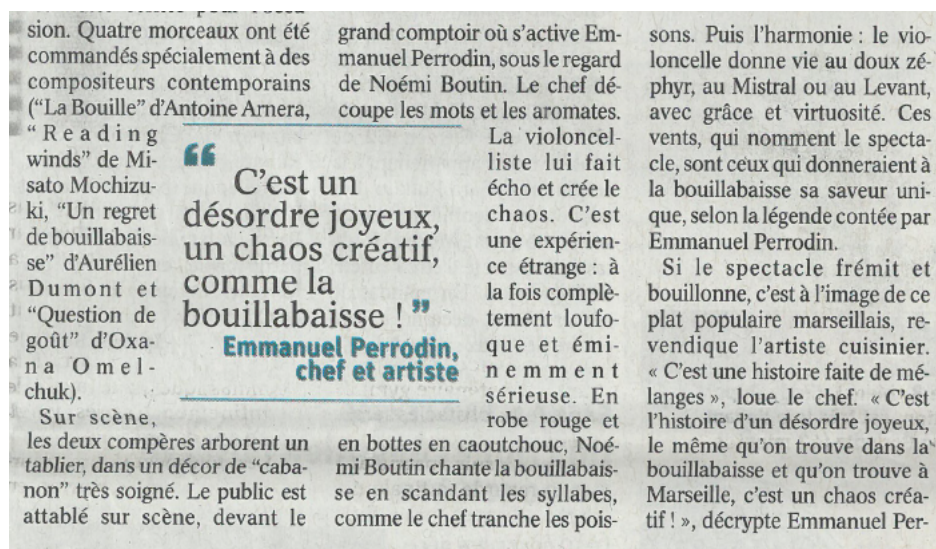 sion. Quatre morceaux ont été
commandés spécialement à des
compositeurs contemporains
(“La Bouille” d’Antoine Arnera,
“Reading
winds” de Mi-
sato Mochizu-
ki, “Un regret
de bouillabais-
se” d’Aurélien
Dumont et
“Question de
goût” d’Oxa-
na Omel-
chuk).
Sur scène,
les deux compères arborent un
tablier, dans un décor de “caba-
non” très soigné. Le public est
attablé sur scène, devant le
“
C’est un
désordre joyeux,
un chaos créatif,
comme la
bouillabaisse ! ”
Emmanuel Perrodin,
chef et artiste
grand comptoir où s’active Em-
manuel Perrodin, sous le regard
de Noémi Boutin. Le chef dé-
coupe les mots et les aromates.
La violoncel-
liste lui fait
écho et crée le
chaos. C’est
une expérien-
ce étrange : à
la fois complè-
tement loufo-
que et émi-
nemment
sérieuse. En
robe rouge et
en bottes en caoutchouc, Noé-
mi Boutin chante la bouillabais-
se en scandant les syllabes,
comme le chef tranche les pois-
sons. Puis l’harmonie : le vio-
loncelle donne vie au doux zé-
phyr, au Mistral ou au Levant,
avec grâce et virtuosité. Ces
vents, qui nomment le specta-
cle, sont ceux qui donneraient à
la bouillabaisse sa saveur uni-
que, selon la légende contée par
Emmanuel Perrodin.
Si le spectacle frémit et
bouillonne, c’est à l’image de ce
plat populaire marseillais, re-
vendique l’artiste cuisinier.
« C’est une histoire faite de mé-
langes », loue le chef. « C’est
l’histoire d’un désordre joyeux,
le même qu’on trouve dans la
bouillabaisse et qu’on trouve à
Marseille, c’est un chaos créa-
tif ! », décrypte Emmanuel Per-